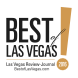 BEST
of
LAS VEGAS
Las Vegas Review-Journal
BestofLasVegas.com